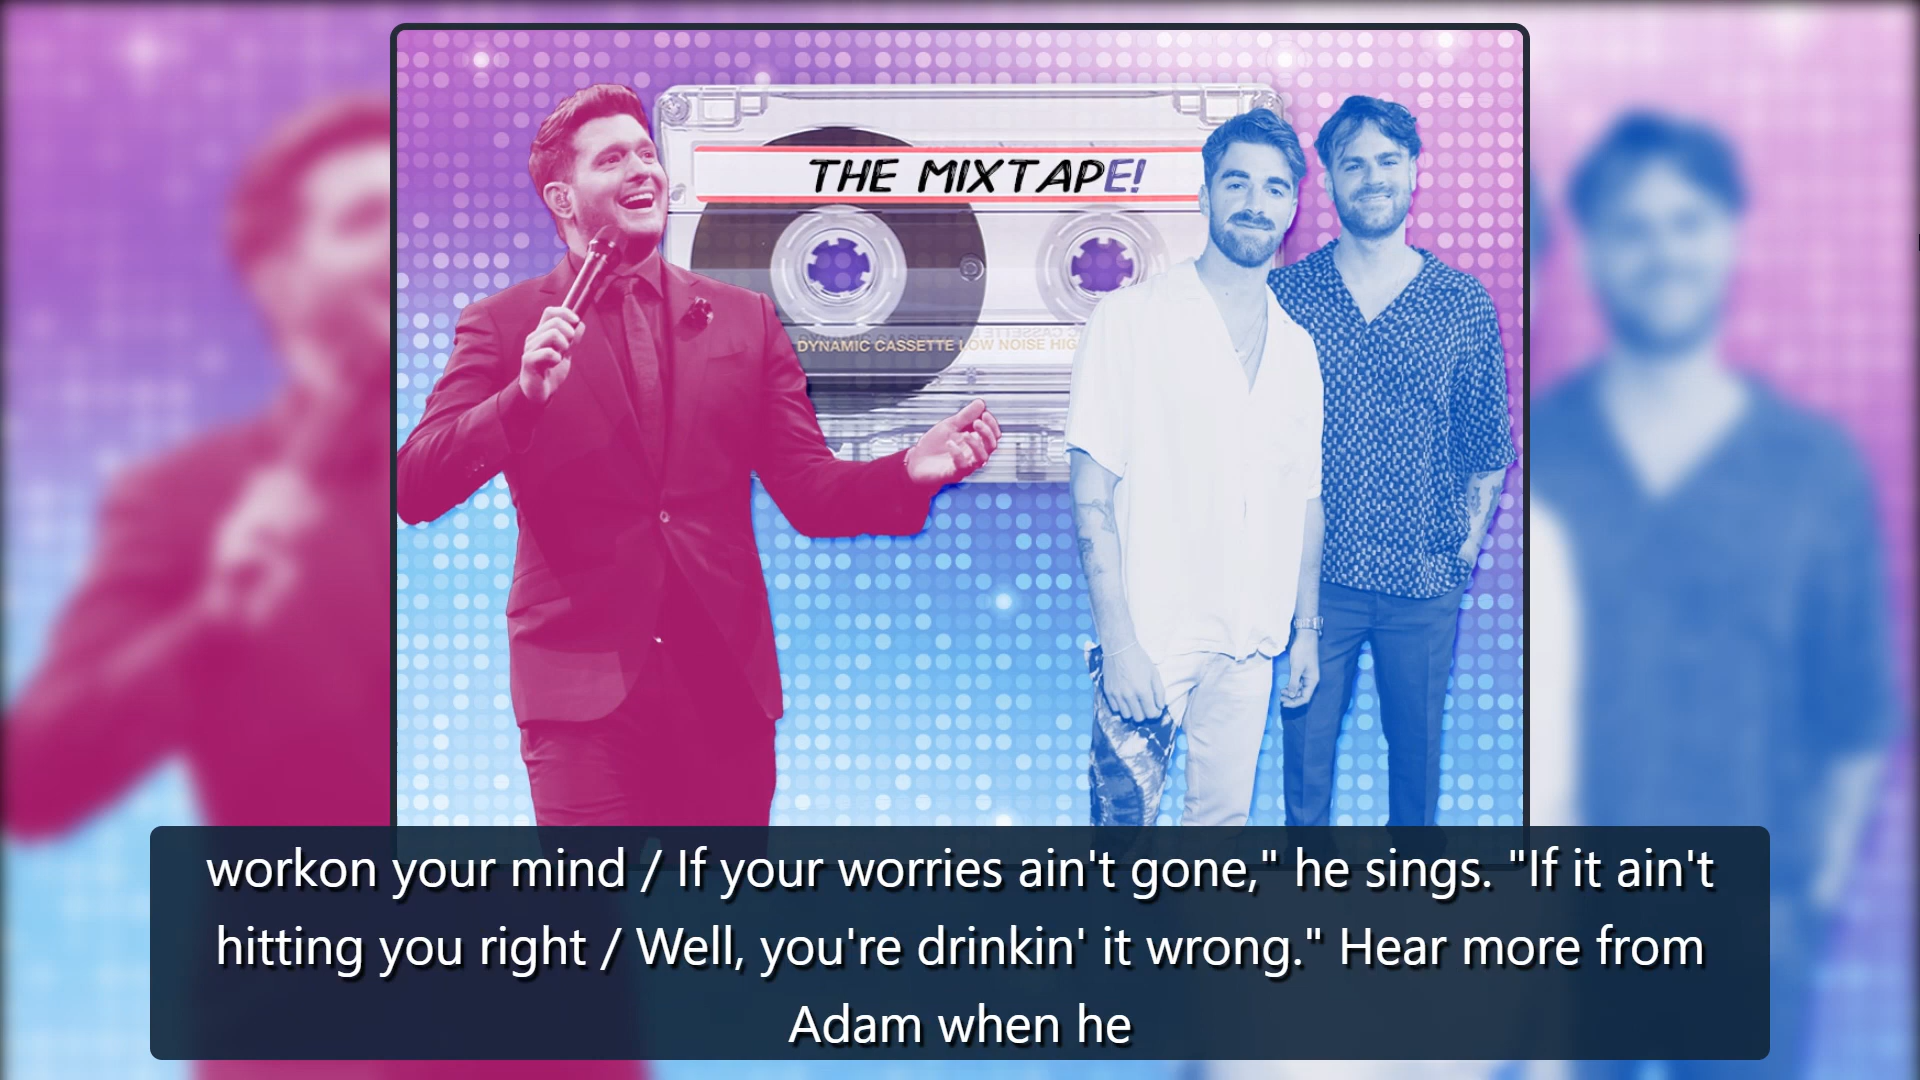 THE MIXTAPE!
DYNAMIC CASSETTE LOW NOISE HIG
workon your mind / If your worries ain't gone," he sings. "If it ain't
hitting you right / Well, you're drinkin' it wrong." Hear more from
Adam when he